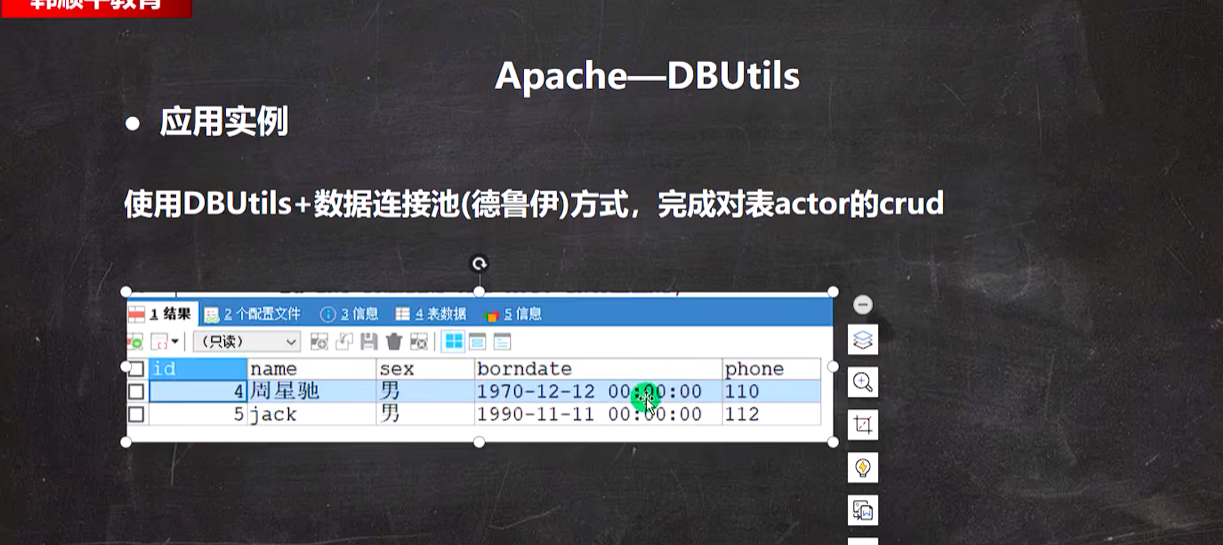 韩顺平教育
Apache—DBUtils
● 应用实例
使用DBUtils+数据连接池(德鲁伊)方式，完成对表actor的crud
1 结果 2 个配置文件 3 信息 4 表数据 5 信息
（只读）
id name sex borndate phone
4 周星驰 男 1970-12-12 00:00:00 110
5 jack 男 1990-11-11 00:00:00 112